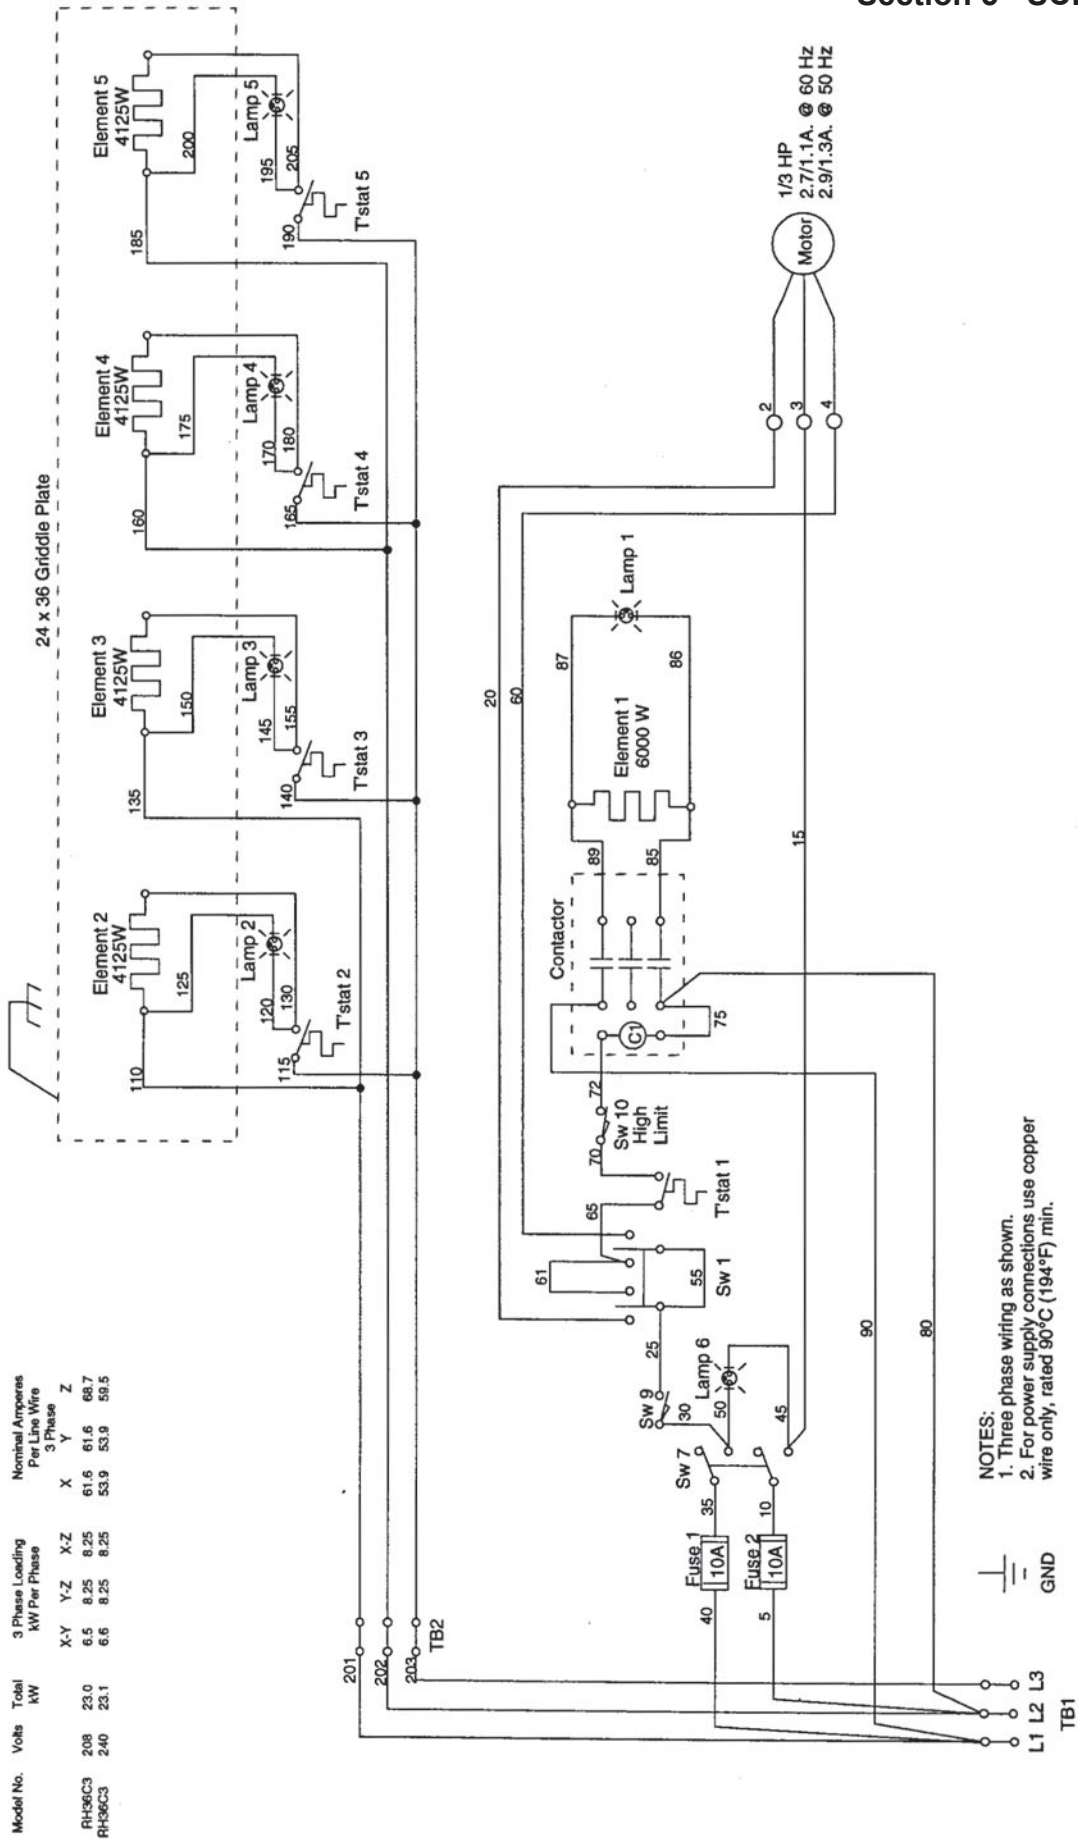 Section
Model No. Volts Total kW 3 Phase Loading kW Per Phase Nominal Amperes Per Line Wire 3 Phase
X-Y Y-Z X-Z X Y Z
RH36C3 208 23.0 6.5 8.25 8.25 61.6 61.6 68.7
RH36C3 240 23.1 6.6 8.25 8.25 53.9 53.9 59.5
24 x 36 Griddle Plate
Element 2
4125W
110
125
Lamp 2
120
130
115
T'stat 2
Element 3
4125W
135
150
Lamp 3
145
155
140
T'stat 3
Element 4
4125W
160
175
Lamp 4
170
180
165
T'stat 4
Element 5
4125W
185
200
Lamp 5
195
205
190
T'stat 5
201
202
203
TB2
20
60
61
65
70
72
Sw 10
High
Limit
T'stat 1
Sw 1
55
25
Sw 9
30
Lamp 6
50
45
Sw 7
35
10
Fuse 1
10A
Fuse 2
10A
40
5
Contactor
C1
75
89
85
Element 1
6000 W
87
86
Lamp 1
15
90
80
2
3
4
Motor
1/3 HP
2.7/1.1A. @ 60 Hz
2.9/1.3A. @ 50 Hz
L1
L2
L3
TB1
GND
NOTES:
1. Three phase wiring as shown.
2. For power supply connections use copper
wire only, rated 90°C (194°F) min.